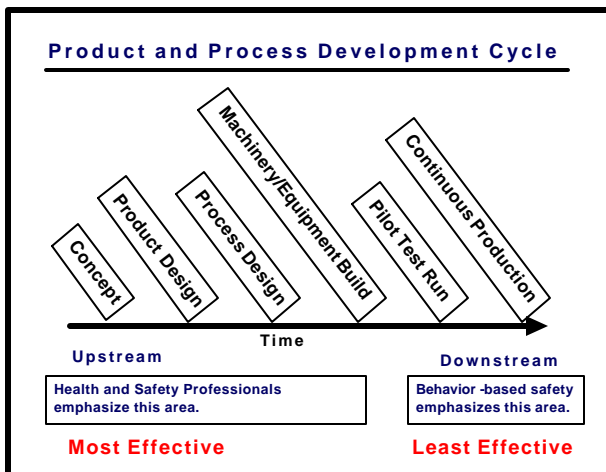 Product and Process Development Cycle
Concept
Product Design
Process Design
Machinery/Equipment Build
Pilot Test Run
Continuous Production
Time
Upstream
Downstream
Health and Safety Professionals
emphasize this area.
Behavior -based safety
emphasizes this area.
Most Effective
Least Effective